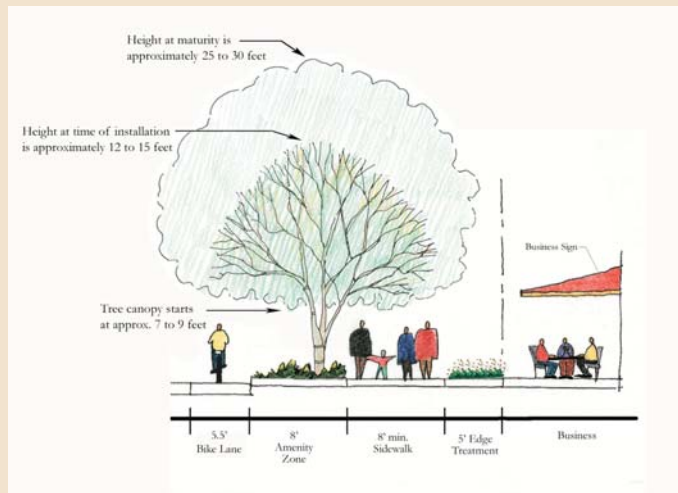 Height at maturity is
approximately 25 to 30 feet
Height at time of installation
is approximately 12 to 15 feet
Business Sign
Tree canopy starts
at approx. 7 to 9 feet
5.5'
Bike Lane
8'
Amenity
Zone
8' min.
Sidewalk
5' Edge
Treatment
Business